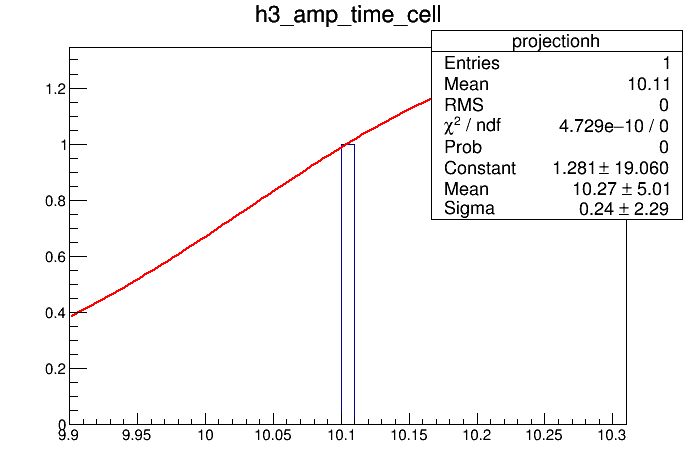 h3_amp_time_cell
projectionh
Entries 1
Mean 10.11
RMS 0
χ² / ndf 4.729e−10 / 0
Prob 0
Constant 1.281 ± 19.060
Mean 10.27 ± 5.01
Sigma 0.24 ± 2.29
1.2
1
0.8
0.6
0.4
0.2
0
9.9 9.95 10 10.05 10.1 10.15 10.2 10.25 10.3